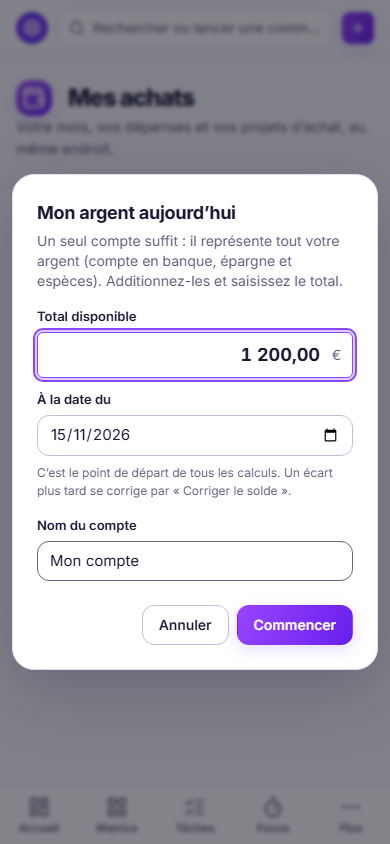 Rechercher ou lancer une comm...
Mes achats
Votre mois, vos dépenses et vos projets d'achat, au
même endroit.
Mon argent aujourd’hui
Un seul compte suffit : il représente tout votre
argent (compte en banque, épargne et
espèces). Additionnez-les et saisissez le total.
Total disponible
1 200,00 €
À la date du
15/11/2026
C’est le point de départ de tous les calculs. Un écart
plus tard se corrige par « Corriger le solde ».
Nom du compte
Mon compte
Annuler Commencer
Accueil Matrice Tâches Focus Plus